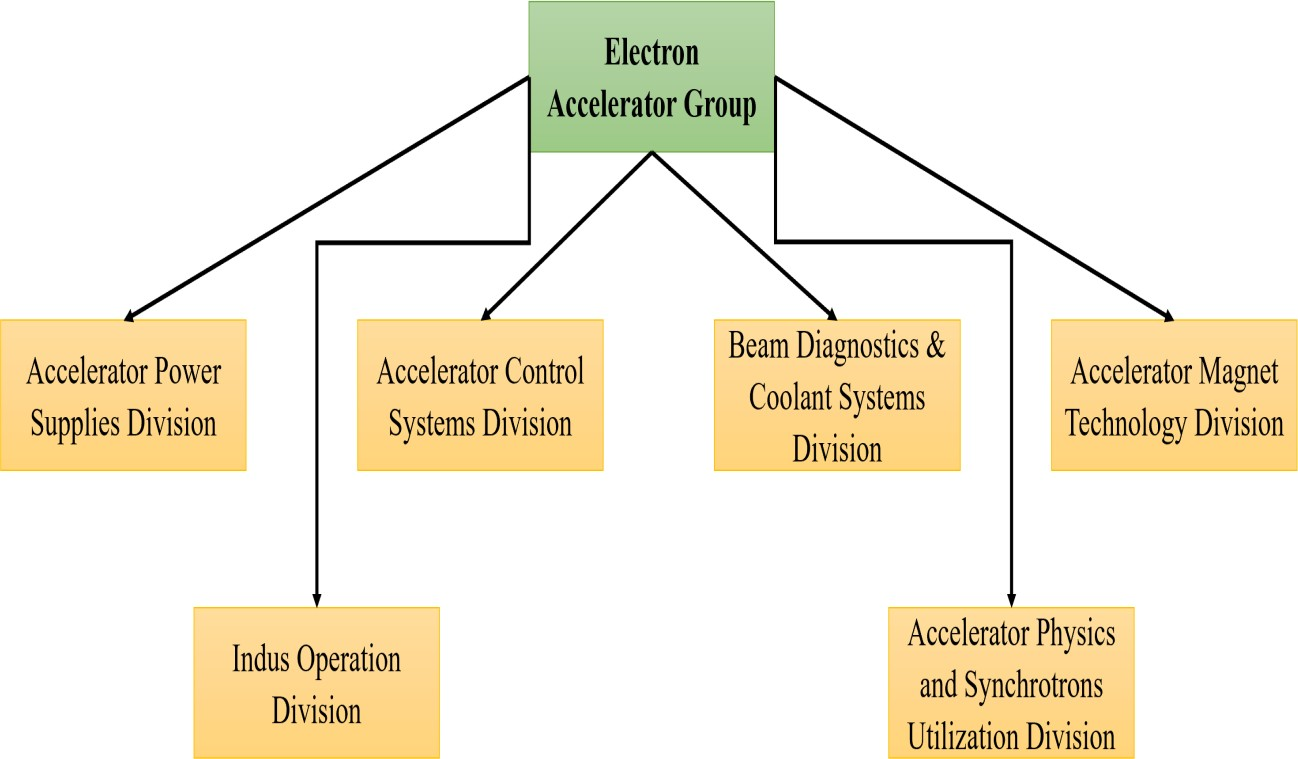 Electron
Accelerator Group
Accelerator Power
Supplies Division
Accelerator Control
Systems Division
Beam Diagnostics &
Coolant Systems
Division
Accelerator Magnet
Technology Division
Indus Operation
Division
Accelerator Physics
and Synchrotrons
Utilization Division